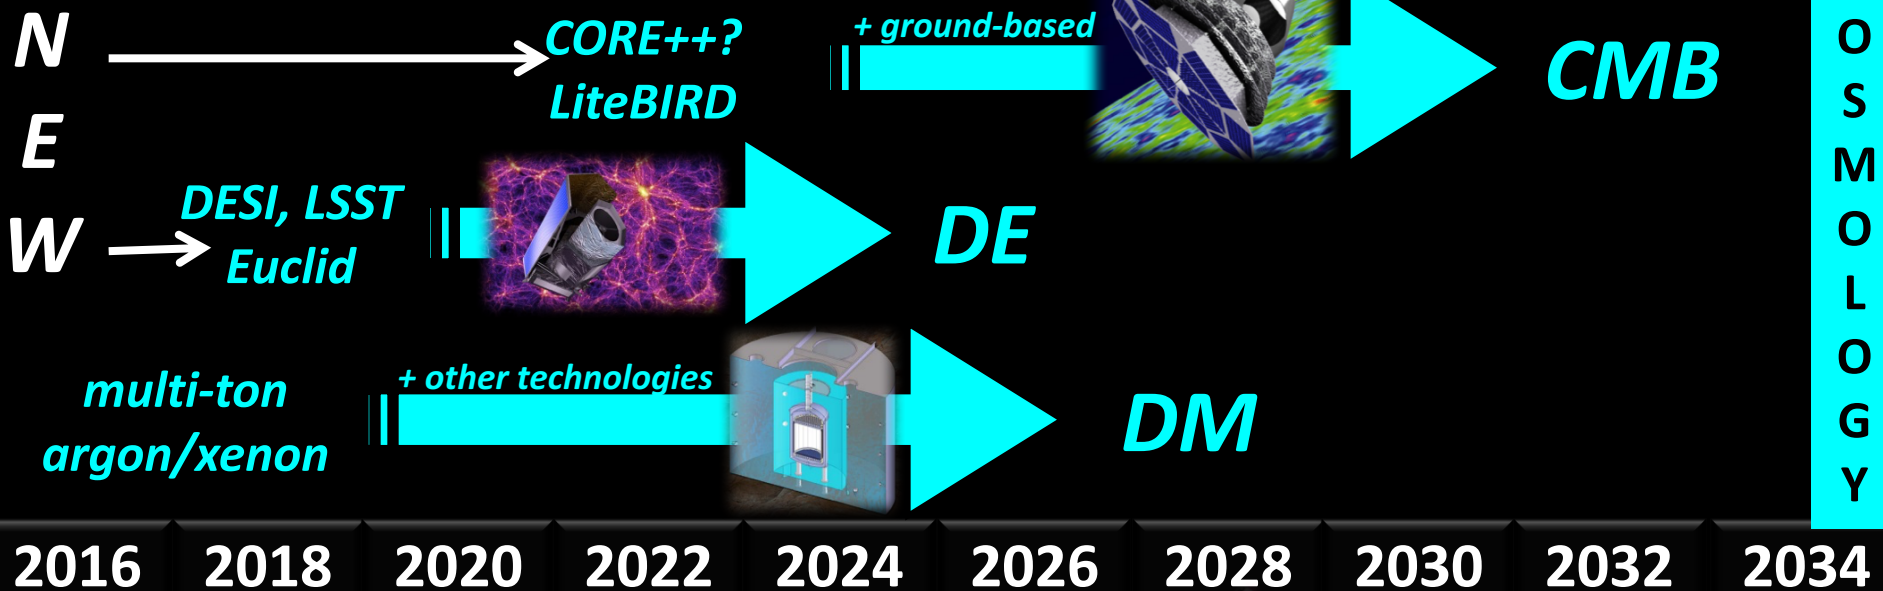 N
E
W
CORE++?
LiteBIRD
+ ground-based
CMB
DESI, LSST
Euclid
DE
multi-ton
argon/xenon
+ other technologies
DM
O
S
M
O
L
O
G
Y
2016 2018 2020 2022 2024 2026 2028 2030 2032 2034